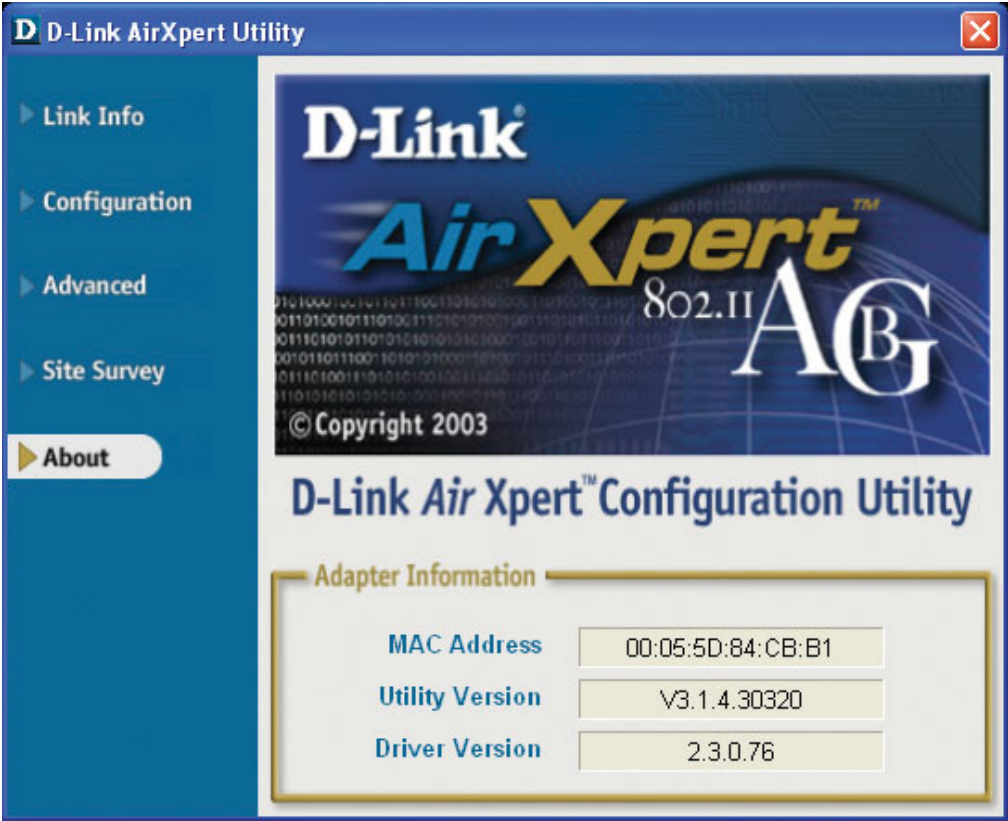 D D-Link AirXpert Utility
Link Info
Configuration
Advanced
Site Survey
About
D-Link®
AirXpert™
802.11 ABG
© Copyright 2003
D-Link Air Xpert™ Configuration Utility
Adapter Information
MAC Address 00:05:5D:84:CB:B1
Utility Version V3.1.4.30320
Driver Version 2.3.0.76